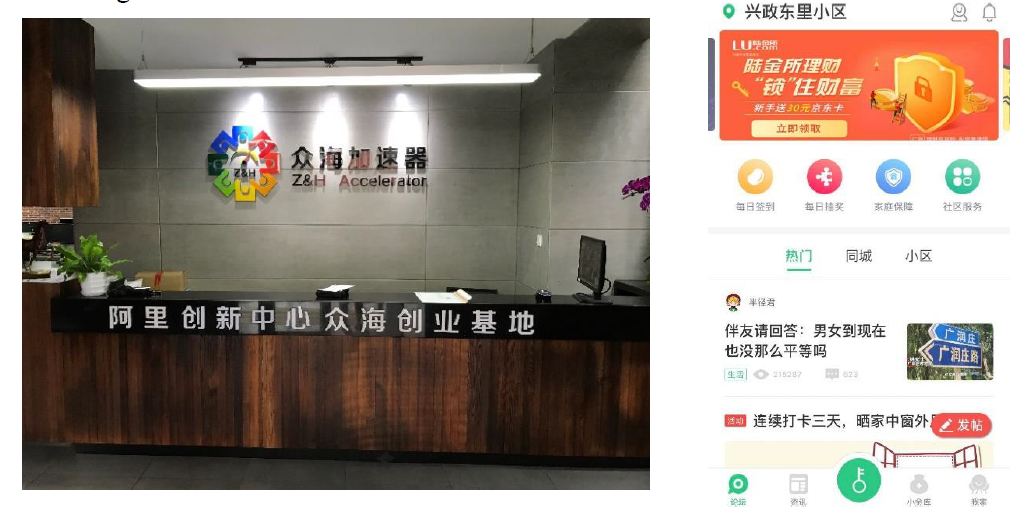 众海加速器
Z&H
Z&H Accelerator
阿里创新中心众海创业基地
兴政东里小区
陆金所理财
“锁”住财富
新手送30元京东卡
立即领取
每日签到
每日抽奖
家庭保障
社区服务
热门
同城
小区
半径君
伴友请回答：男女到现在
也没那么平等吗
生活
623
广润庄
广润庄路
活动
连续打卡三天，晒家中窗外
发帖
论坛
资讯
小金库
我家